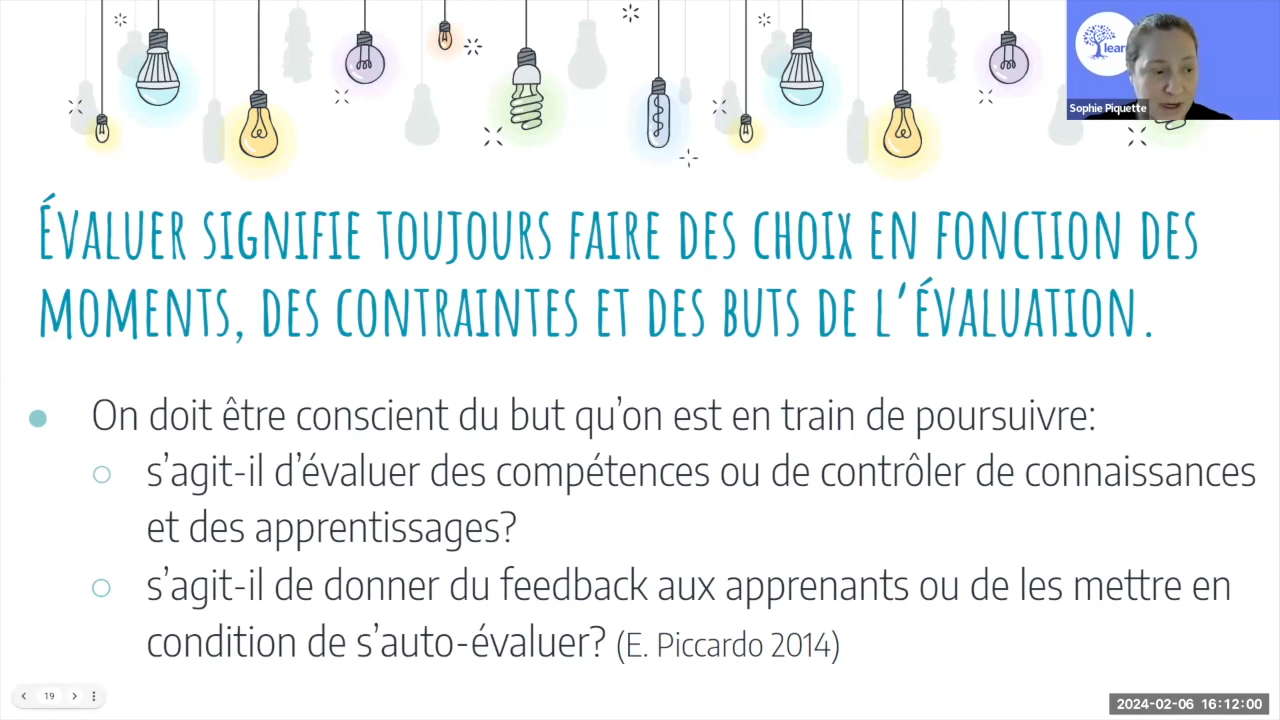 lear
Sophie Piquette
Évaluer signifie toujours faire des choix en fonction des
moments, des contraintes et des buts de l'évaluation.
On doit être conscient du but qu'on est en train de poursuivre:
s'agit-il d'évaluer des compétences ou de contrôler de connaissances
et des apprentissages?
s'agit-il de donner du feedback aux apprenants ou de les mettre en
condition de s'auto-évaluer? (E. Piccardo 2014)
19
2024-02-06 16:12:00